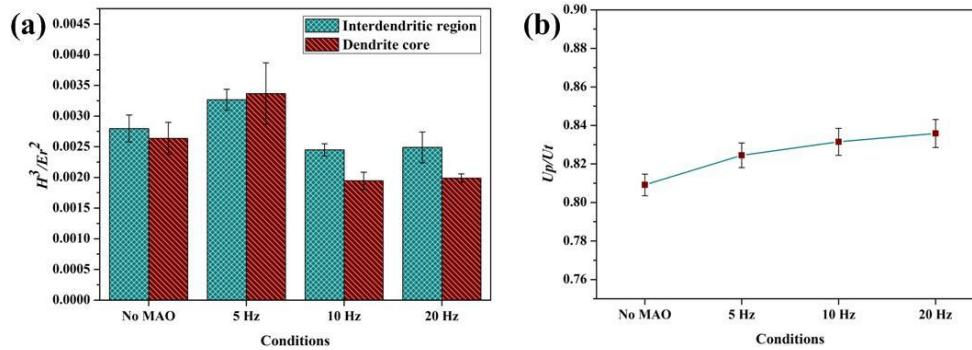 (a)
H³/Er²
0.0045
0.0040
0.0035
0.0030
0.0025
0.0020
0.0015
0.0010
0.0005
0.0000
Interdendritic region
Dendrite core
No MAO 5 Hz 10 Hz 20 Hz
Conditions
(b)
Up/Ut
0.90
0.88
0.86
0.84
0.82
0.80
0.78
0.76
No MAO 5 Hz 10 Hz 20 Hz
Conditions